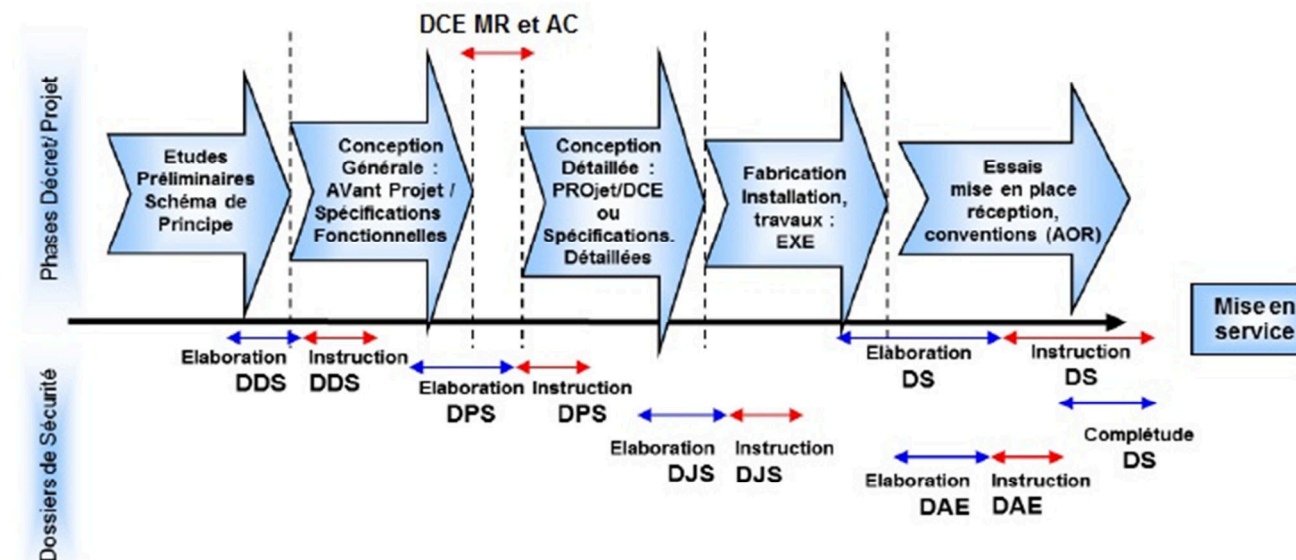 DCE MR et AC
Phases Décret/ Projet
Etudes
Préliminaires
Schéma de
Principe
Conception
Générale :
AVant Projet /
Spécifications
Fonctionnelles
Conception
Détaillée :
PROjet/DCE
ou
Spécifications.
Détaillées
Fabrication
Installation,
travaux :
EXE
Essais
mise en place
réception,
conventions (AOR)
Mise en
service
Dossiers de Sécurité
Elaboration
DDS
Instruction
DDS
Elaboration
DPS
Instruction
DPS
Elaboration
DJS
Instruction
DJS
Elaboration
DS
Instruction
DS
Complétude
DS
Elaboration
DAE
Instruction
DAE